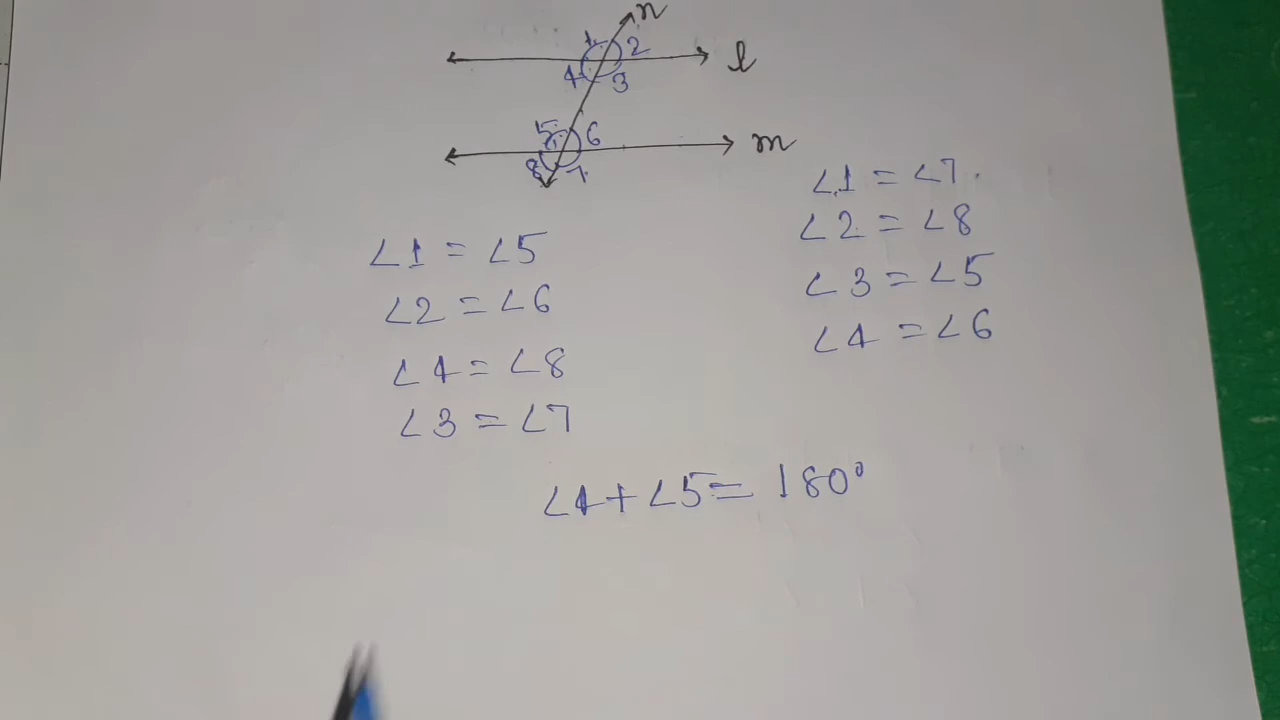 n
1 2
l
4 3
5 6
m
8 7
∠1 = ∠7
∠2 = ∠8
∠3 = ∠5
∠4 = ∠6
∠1 = ∠5
∠2 = ∠6
∠4 = ∠8
∠3 = ∠7
∠4 + ∠5 = 180°